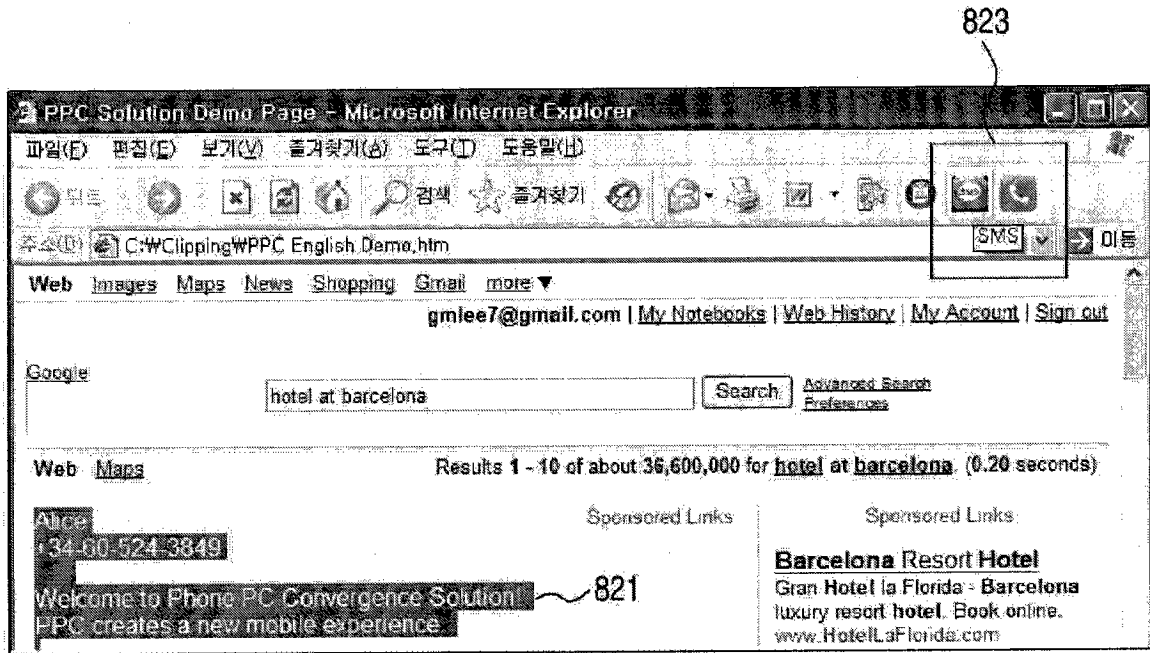 823
PPC Solution Demo Page - Microsoft Internet Explorer
파일(F) 편집(E) 보기(V) 즐겨찾기(A) 도구(T) 도움말(H)
뒤로 검색 즐겨찾기
주소(D) C:₩Clipping₩PPC English Demo.htm SMS 이동
Web Images Maps News Shopping Gmail more ▼
gmlee7@gmail.com | My Notebooks | Web History | My Account | Sign out
Google
hotel at barcelona Search Advanced Search
Preferences
Web Maps Results 1 - 10 of about 36,600,000 for hotel at barcelona. (0.20 seconds)
Alice Sponsored Links Sponsored Links
+34-60-524-3849
Barcelona Resort Hotel
Welcome to Phone PC Convergence Solution! 821 Gran Hotel la Florida - Barcelona
PPC creates a new mobile experience luxury resort hotel. Book online.
www.HotelLaFlorida.com